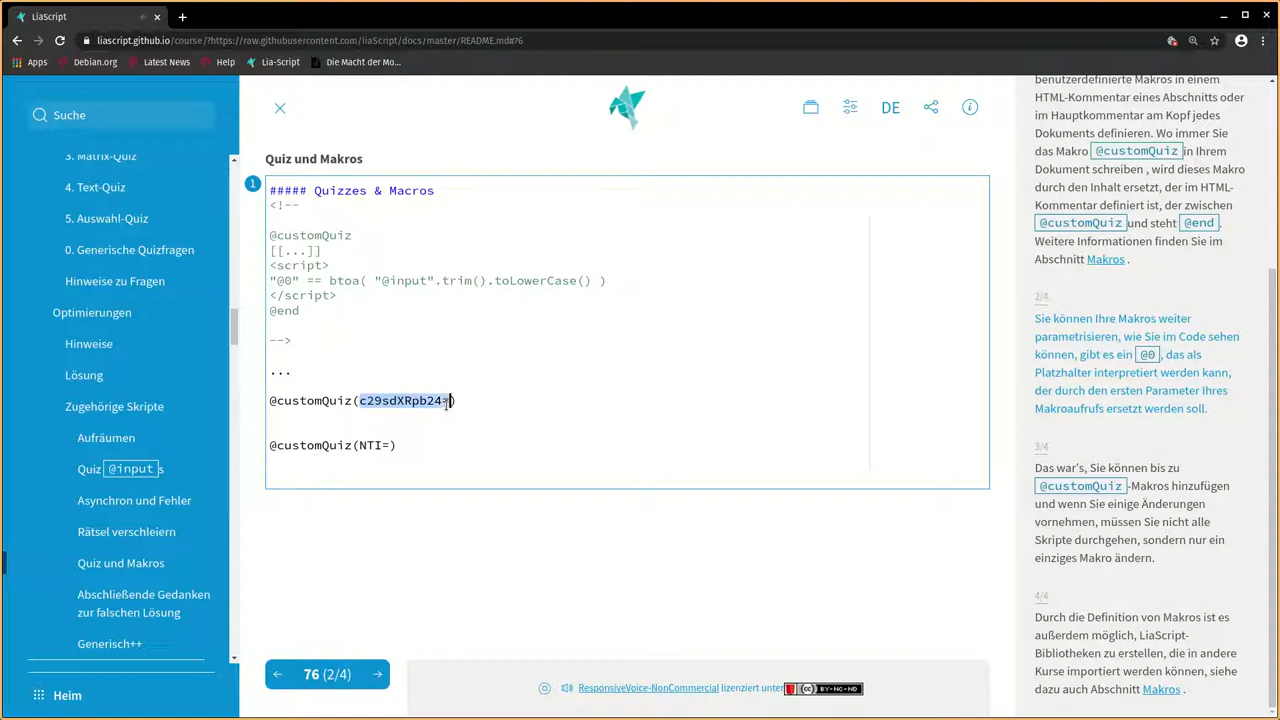 LiaScript
liascript.github.io/course/?https://raw.githubusercontent.com/liaScript/docs/master/README.md#76
Apps
Debian.org
Latest News
Help
Lia-Script
Die Macht der Mo...
Suche
3. Matrix-Quiz
4. Text-Quiz
5. Auswahl-Quiz
0. Generische Quizfragen
Hinweise zu Fragen
Optimierungen
Hinweise
Lösung
Zugehörige Skripte
Aufräumen
Quiz @input s
Asynchron und Fehler
Rätsel verschleiern
Quiz und Makros
Abschließende Gedanken
zur falschen Lösung
Generisch++
Heim
DE
Quiz und Makros
1
##### Quizzes & Macros
<!--
@customQuiz
[[...]]
<script>
"@0" == btoa( "@input".trim().toLowerCase() )
</script>
@end
-->
...
@customQuiz(c29sdXRpb24=)
@customQuiz(NTI=)
76 (2/4)
ResponsiveVoice-NonCommercial lizenziert unter
CC BY-NC-ND
benutzerdefinierte Makros in einem
HTML-Kommentar eines Abschnitts oder
im Hauptkommentar am Kopf jedes
Dokuments definieren. Wo immer Sie
das Makro @customQuiz in Ihrem
Dokument schreiben , wird dieses Makro
durch den Inhalt ersetzt, der im HTML-
Kommentar definiert ist, der zwischen
@customQuiz und steht @end .
Weitere Informationen finden Sie im
Abschnitt Makros .
2/4
Sie können Ihre Makros weiter
parametrisieren, wie Sie im Code sehen
können, gibt es ein @0 , das als
Platzhalter interpretiert werden kann,
der durch den ersten Parameter Ihres
Makroaufrufs ersetzt werden soll.
3/4
Das war's, Sie können bis zu
@customQuiz -Makros hinzufügen
und wenn Sie einige Änderungen
vornehmen, müssen Sie nicht alle
Skripte durchgehen, sondern nur ein
einziges Makro ändern.
4/4
Durch die Definition von Makros ist es
außerdem möglich, LiaScript-
Bibliotheken zu erstellen, die in andere
Kurse importiert werden können, siehe
dazu auch Abschnitt Makros .